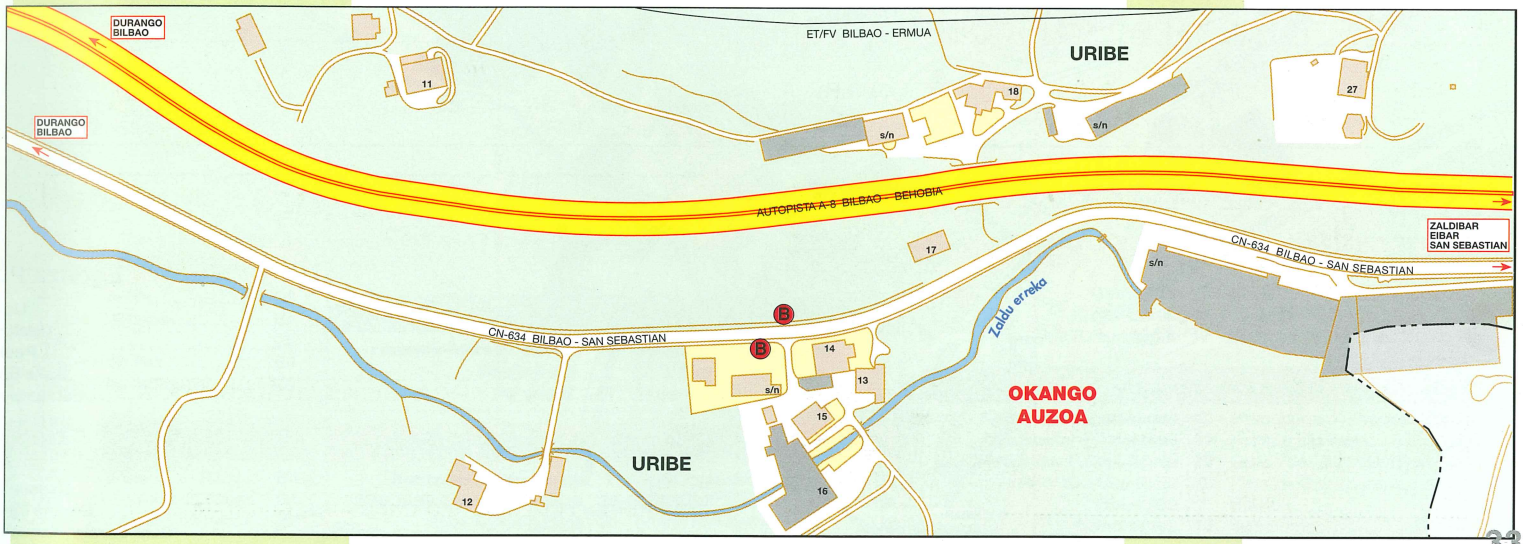 DURANGO
BILBAO
ET/FV BILBAO - ERMUA
URIBE
11
18
27
s/n
s/n
DURANGO
BILBAO
AUTOPISTA A-8 BILBAO - BEHOBIA
ZALDIBAR
EIBAR
SAN SEBASTIAN
17
CN-634 BILBAO - SAN SEBASTIAN
s/n
Zaldu erreka
B
CN-634 BILBAO - SAN SEBASTIAN
B
14
13
s/n
OKANGO
AUZOA
15
URIBE
12
16
33